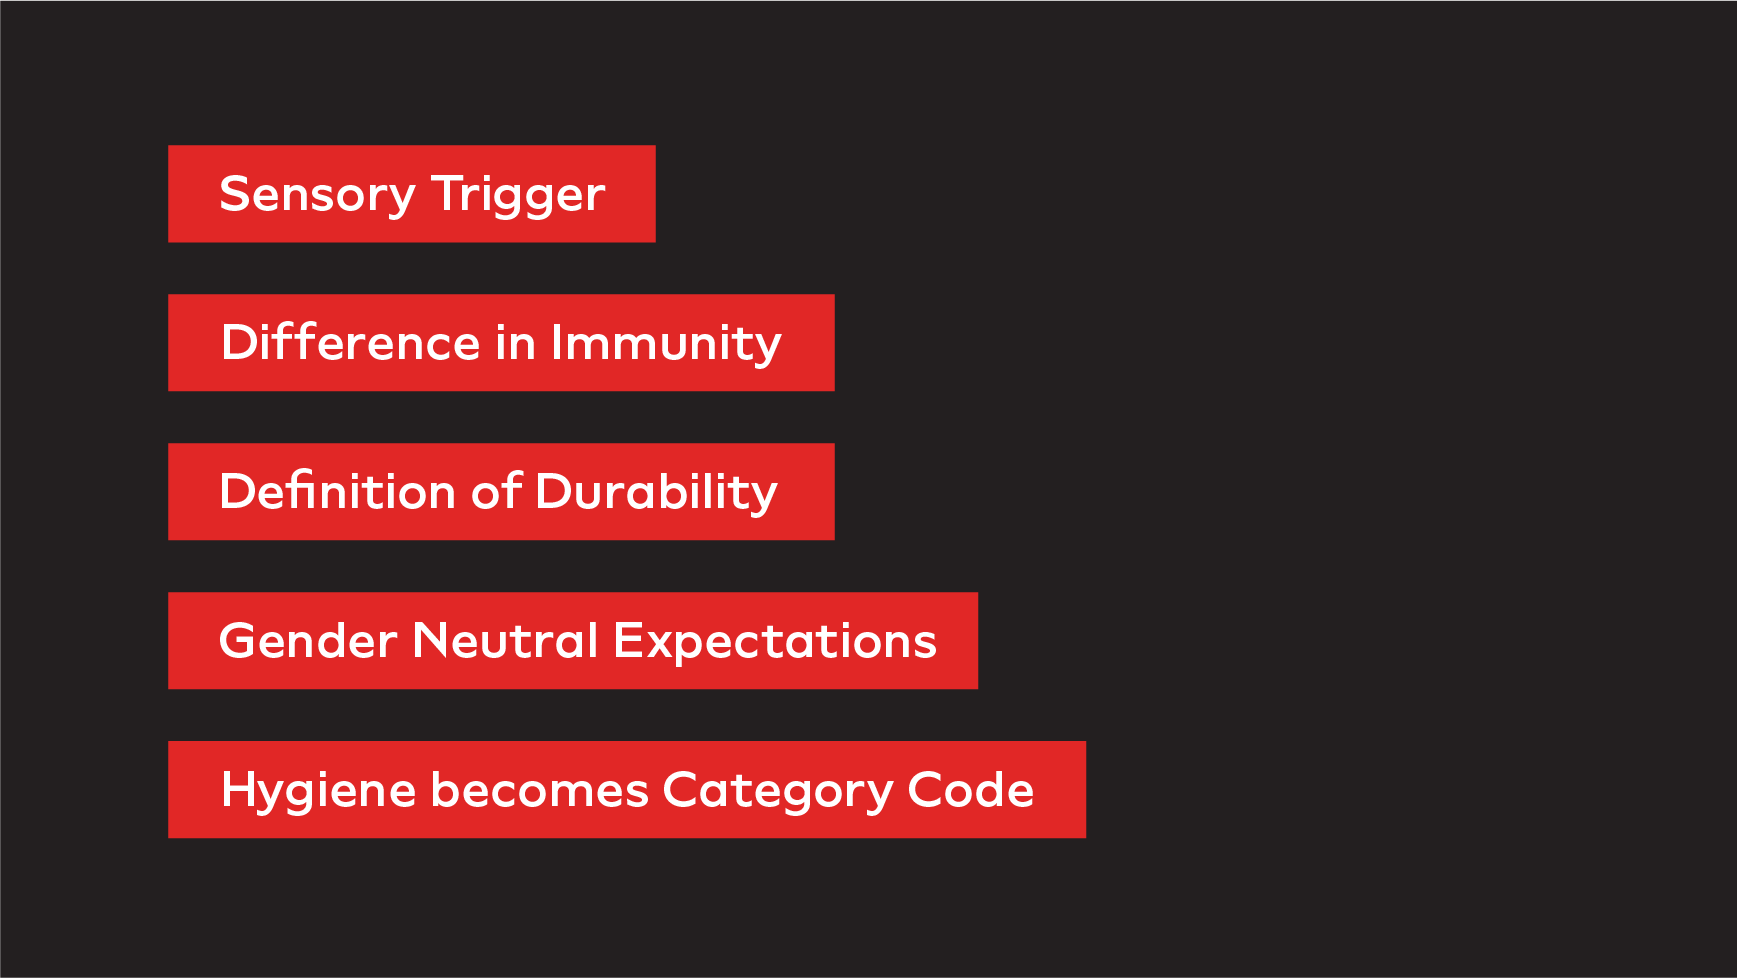 Sensory Trigger
Difference in Immunity
Definition of Durability
Gender Neutral Expectations
Hygiene becomes Category Code